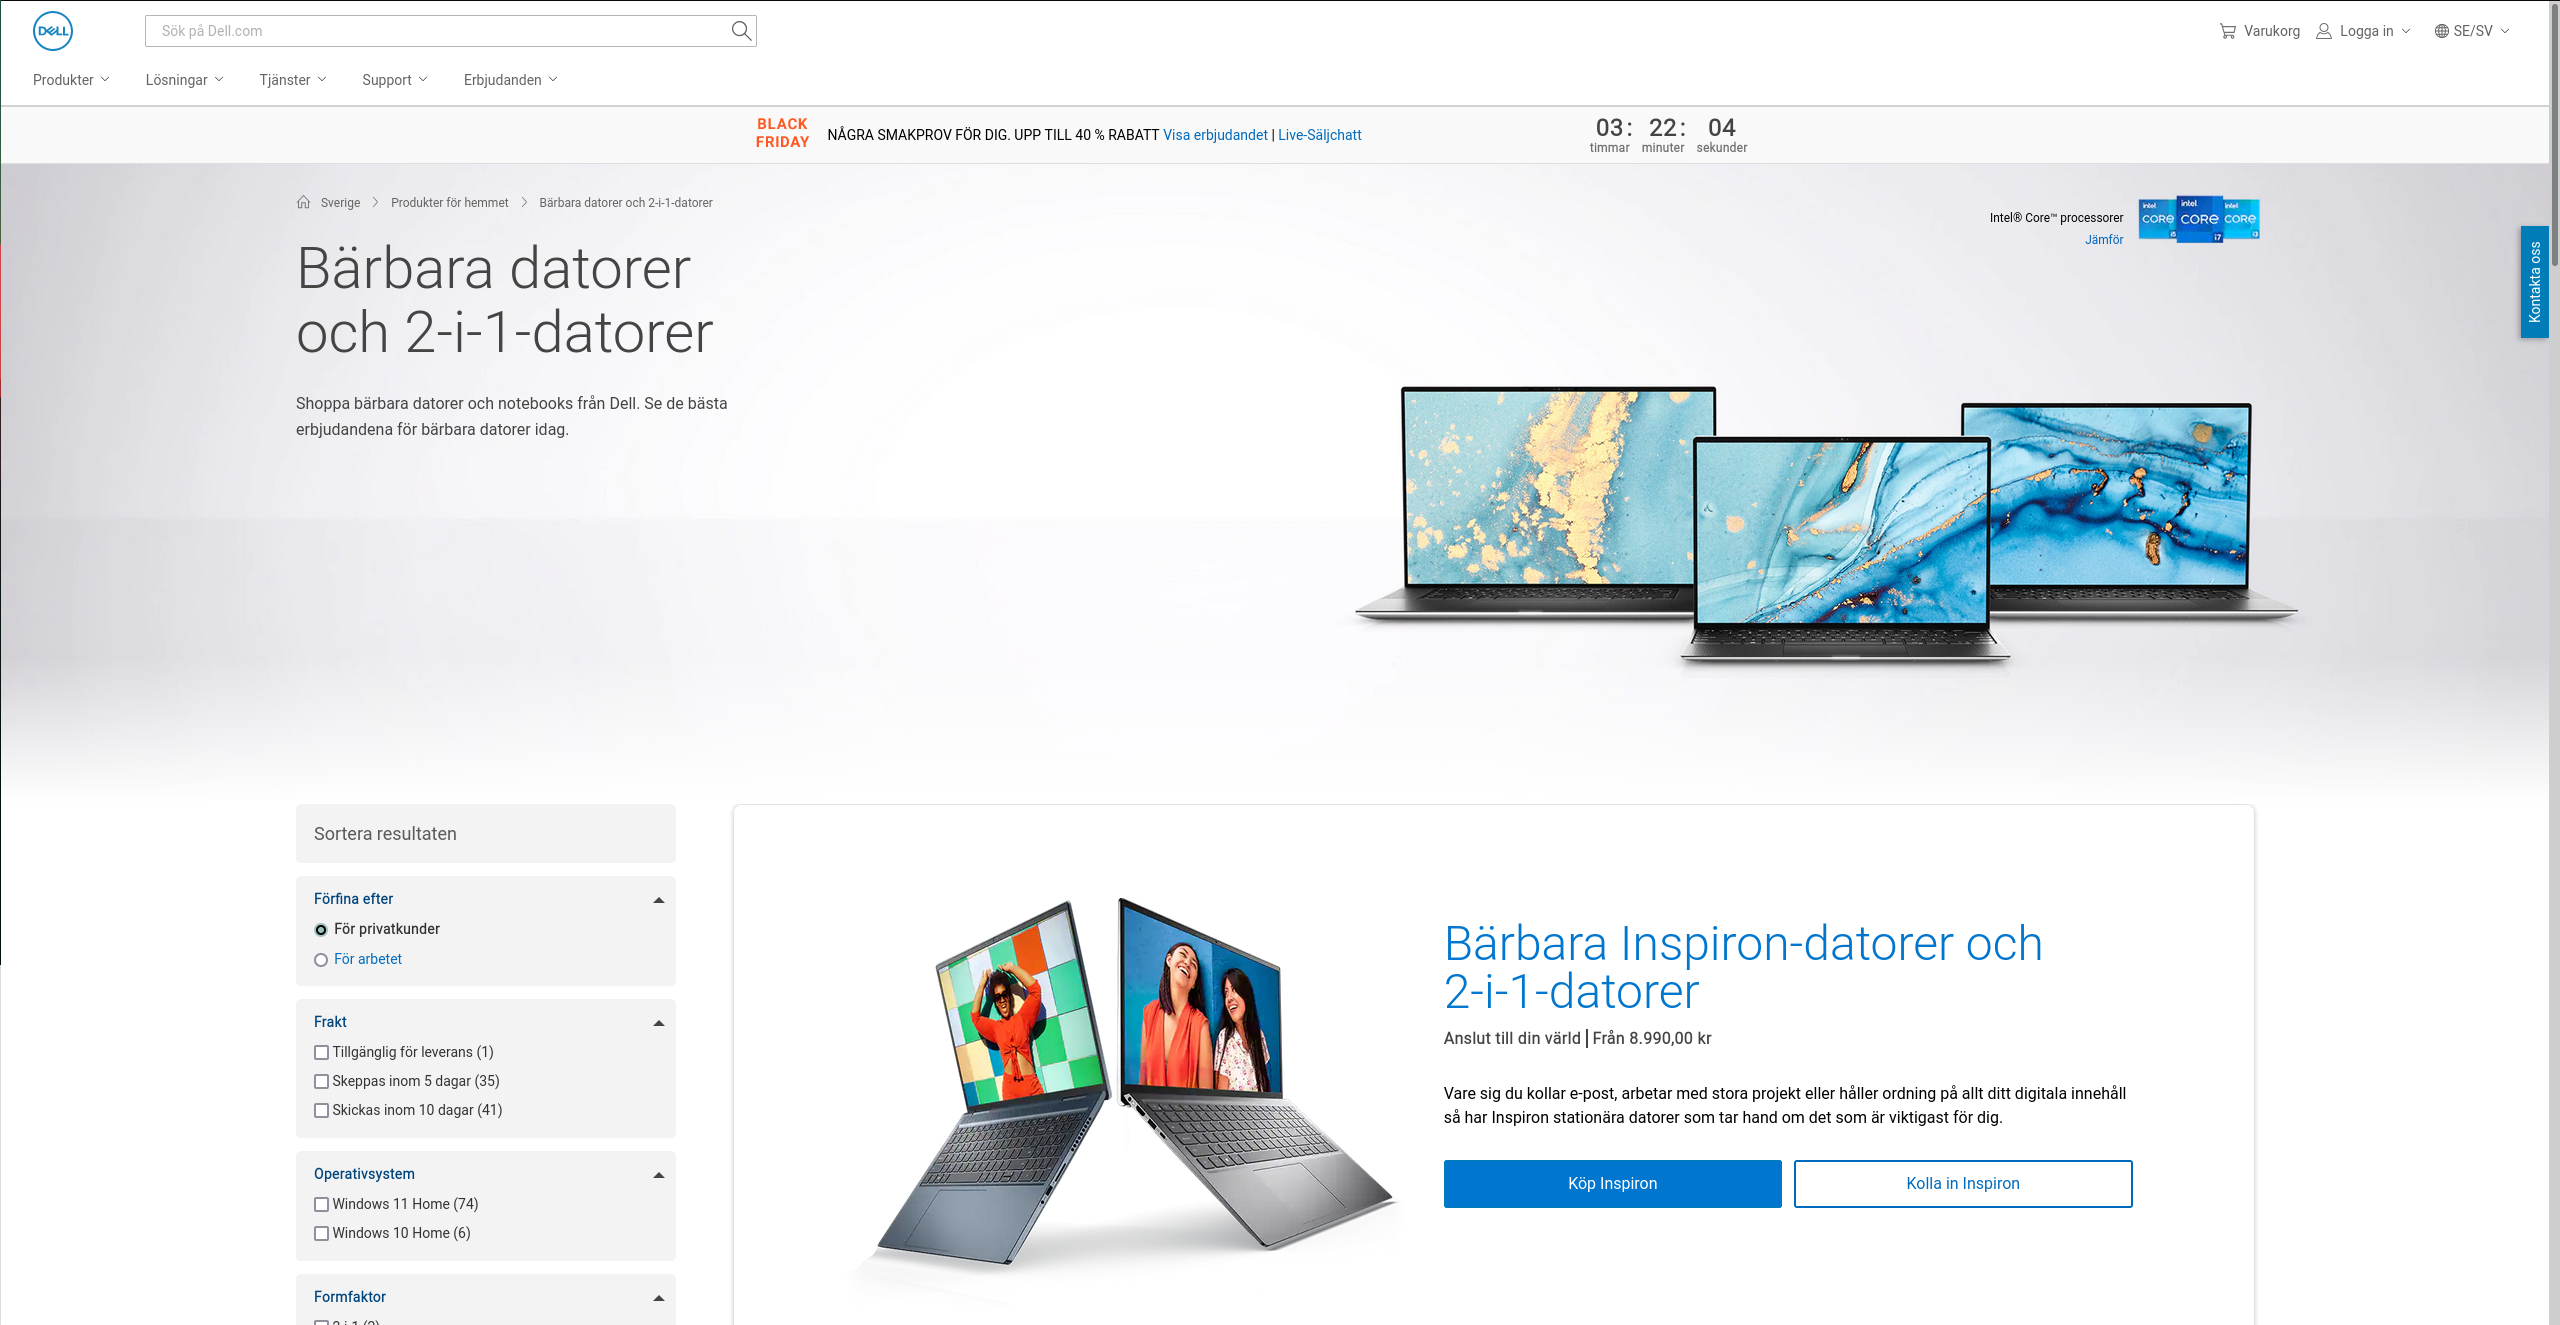 DELL
Sök på Dell.com
Varukorg
Logga in
SE/SV
Produkter
Lösningar
Tjänster
Support
Erbjudanden
BLACK
FRIDAY
NÅGRA SMAKPROV FÖR DIG. UPP TILL 40 % RABATT Visa erbjudandet | Live-Säljchatt
03 : 22 : 04
timmar minuter sekunder
Sverige
Produkter för hemmet
Bärbara datorer och 2-i-1-datorer
Intel® Core™ processorer
Jämför
intel CORE i5
intel CORE i7
intel CORE i3
Kontakta oss
Bärbara datorer
och 2-i-1-datorer
Shoppa bärbara datorer och notebooks från Dell. Se de bästa
erbjudandena för bärbara datorer idag.
Sortera resultaten
Förfina efter
För privatkunder
För arbetet
Frakt
Tillgänglig för leverans (1)
Skeppas inom 5 dagar (35)
Skickas inom 10 dagar (41)
Operativsystem
Windows 11 Home (74)
Windows 10 Home (6)
Formfaktor
Bärbara Inspiron-datorer och
2-i-1-datorer
Anslut till din värld | Från 8.990,00 kr
Vare sig du kollar e-post, arbetar med stora projekt eller håller ordning på allt ditt digitala innehåll
så har Inspiron stationära datorer som tar hand om det som är viktigast för dig.
Köp Inspiron
Kolla in Inspiron